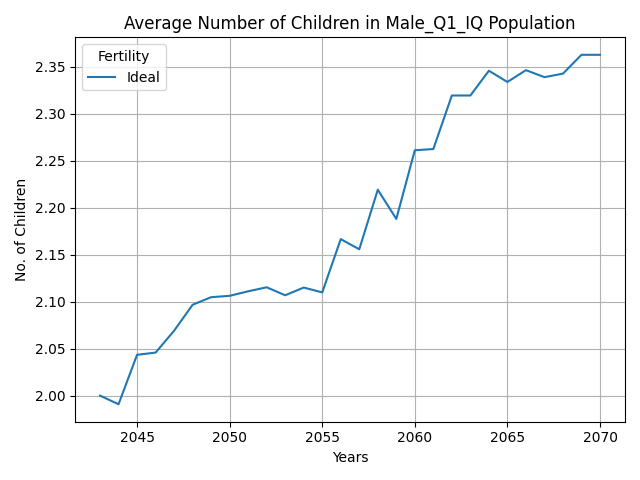 Average Number of Children in Male_Q1_IQ Population
Fertility
Ideal
No. of Children
2.35
2.30
2.25
2.20
2.15
2.10
2.05
2.00
2045 2050 2055 2060 2065 2070
Years